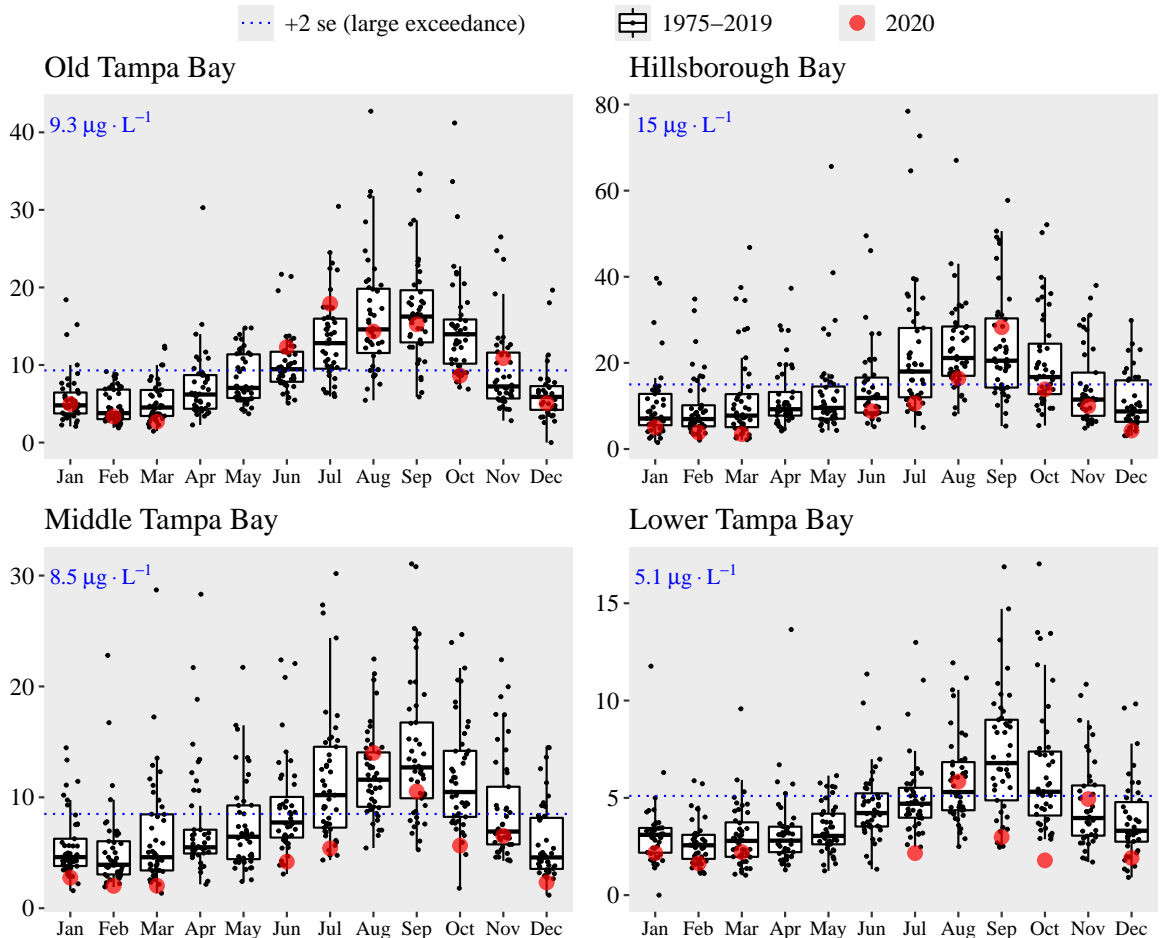 +2 se (large exceedance) 1975–2019 2020
Old Tampa Bay
9.3 μg · L⁻¹
40
30
20
10
0
Jan Feb Mar Apr May Jun Jul Aug Sep Oct Nov Dec
Hillsborough Bay
15 μg · L⁻¹
80
60
40
20
0
Jan Feb Mar Apr May Jun Jul Aug Sep Oct Nov Dec
Middle Tampa Bay
8.5 μg · L⁻¹
30
20
10
0
Jan Feb Mar Apr May Jun Jul Aug Sep Oct Nov Dec
Lower Tampa Bay
5.1 μg · L⁻¹
15
10
5
0
Jan Feb Mar Apr May Jun Jul Aug Sep Oct Nov Dec